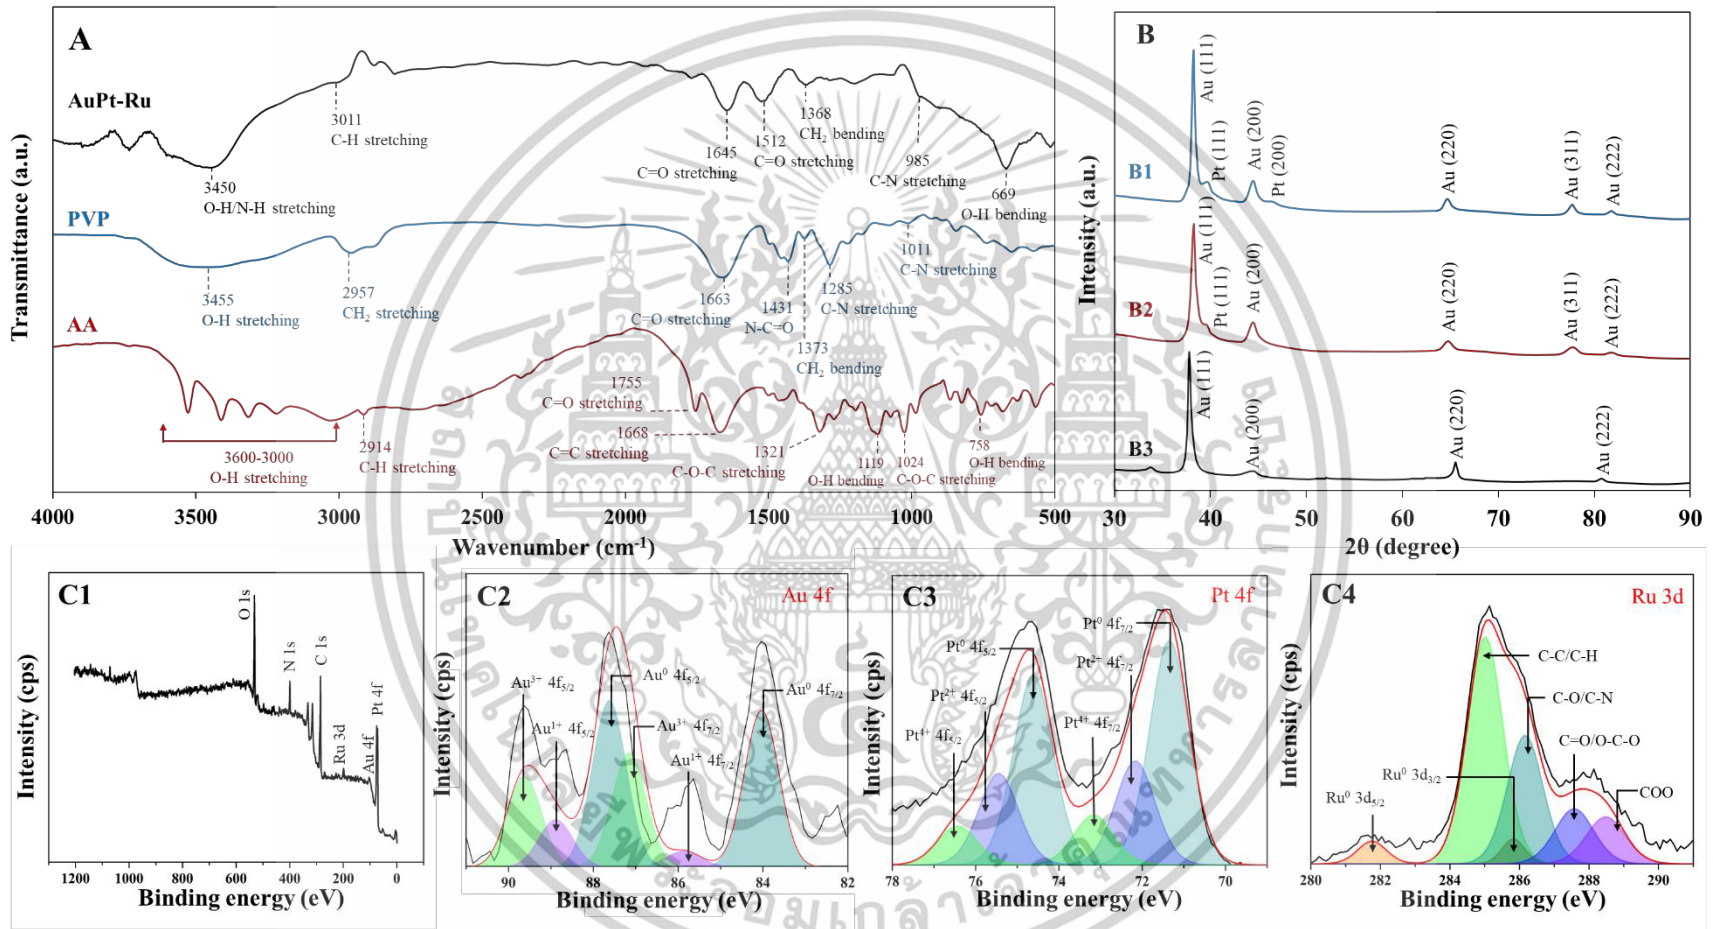 A
AuPt-Ru
3011
C-H stretching
3450
O-H/N-H stretching
1645
C=O stretching
1512
C=O stretching
1368
CH₂ bending
985
C-N stretching
669
O-H bending
PVP
3455
O-H stretching
2957
CH₂ stretching
1663
C=O stretching
1431
N-C=O
1373
CH₂ bending
1285
C-N stretching
1011
C-N stretching
AA
3600-3000
O-H stretching
2914
C-H stretching
1755
C=O stretching
1668
C=C stretching
1321
C-O-C stretching
1119
O-H bending
1024
C-O-C stretching
758
O-H bending
Transmittance (a.u.)
4000 3500 3000 2000 1500 1000 500
Wavenumber (cm⁻¹)
B
B1
Au (111)
Pt (111)
Au (200)
Pt (200)
Au (220)
Au (311)
Au (222)
B2
Au (111)
Pt (111)
Au (200)
Au (220)
Au (311)
Au (222)
B3
Au (111)
Au (200)
Au (220)
Au (222)
Intensity (a.u.)
30 40 50 60 70 80 90
2θ (degree)
C1
O 1s
N 1s
C 1s
Ru 3d
Au 4f
Pt 4f
Intensity (cps)
1200 1000 800 600 400 200 0
Binding energy (eV)
C2
Au 4f
Au³⁺ 4f₅/₂
Au¹⁺ 4f₅/₂
Au⁰ 4f₅/₂
Au³⁺ 4f₇/₂
Au¹⁺ 4f₇/₂
Au⁰ 4f₇/₂
Intensity (cps)
90 88 86 84 82
Binding energy (eV)
C3
Pt 4f
Pt⁰ 4f₇/₂
Pt⁰ 4f₅/₂
Pt²⁺ 4f₇/₂
Pt²⁺ 4f₅/₂
Pt⁴⁺ 4f₇/₂
Pt⁴⁺ 4f₅/₂
Intensity (cps)
78 76 74 72 70
Binding energy (eV)
C4
Ru 3d
C-C/C-H
C-O/C-N
C=O/O-C-O
COO
Ru⁰ 3d₃/₂
Ru⁰ 3d₅/₂
Intensity (cps)
280 282 284 286 288 290
Binding energy (eV)